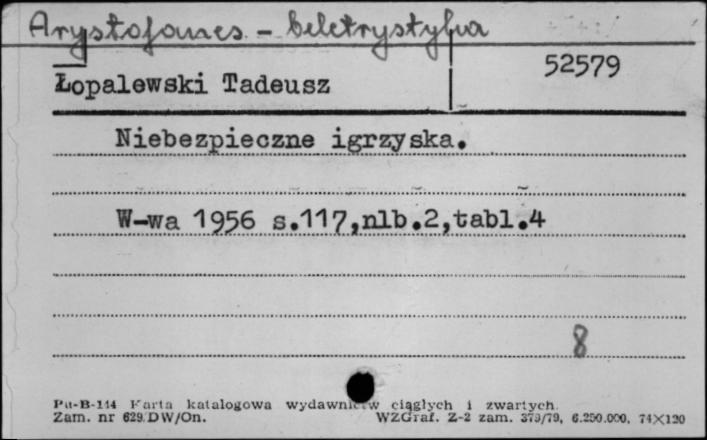 Arystofanes - beletrystyka
52579
Łopalewski Tadeusz
Niebezpieczne igrzyska.
W-wa 1956 s.117,nlb.2,tabl.4
8
Pu-B-144 Karta katalogowa wydawnictw ciągłych i zwartych.
Zam. nr 629/DW/On. WZGraf. Z-2 zam. 379/79, 6.250.000, 74×120